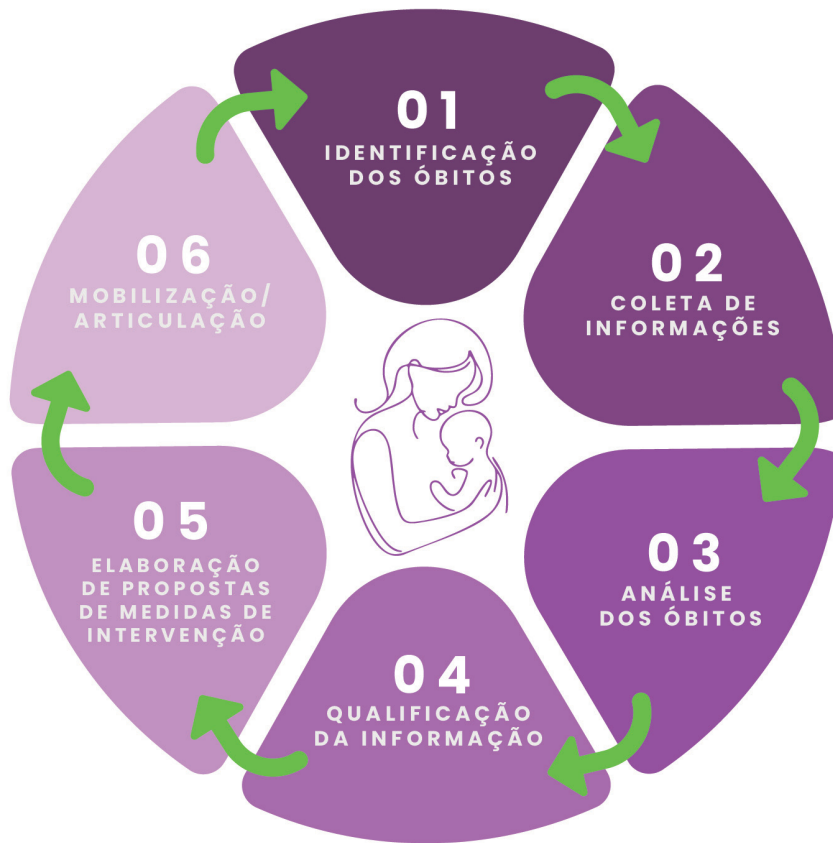 01
IDENTIFICAÇÃO
DOS ÓBITOS
02
COLETA DE
INFORMAÇÕES
03
ANÁLISE
DOS ÓBITOS
04
QUALIFICAÇÃO
DA INFORMAÇÃO
05
ELABORAÇÃO
DE PROPOSTAS
DE MEDIDAS DE
INTERVENÇÃO
06
MOBILIZAÇÃO/
ARTICULAÇÃO